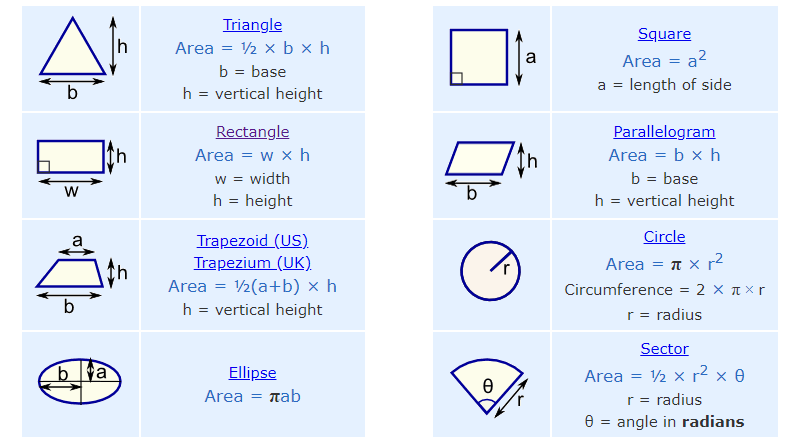 h
b
Triangle
Area = ½ × b × h
b = base
h = vertical height
a
Square
Area = a²
a = length of side
h
w
Rectangle
Area = w × h
w = width
h = height
h
b
Parallelogram
Area = b × h
b = base
h = vertical height
a
h
b
Trapezoid (US)
Trapezium (UK)
Area = ½(a+b) × h
h = vertical height
r
Circle
Area = π × r²
Circumference = 2 × π × r
r = radius
b a
Ellipse
Area = πab
θ
r
Sector
Area = ½ × r² × θ
r = radius
θ = angle in radians